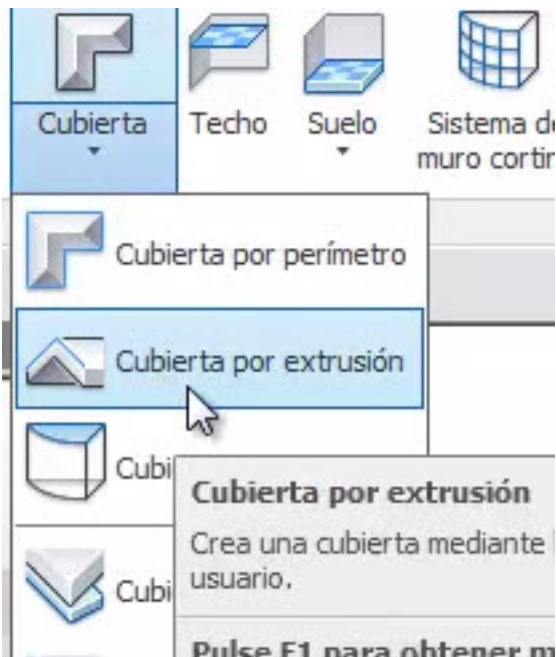 Cubierta
Techo
Suelo
Sistema de
muro cortin
Cubierta por perímetro
Cubierta por extrusión
Cubi
Cubierta por extrusión
Crea una cubierta mediante
usuario.
Cubi
Pulse F1 para obtener